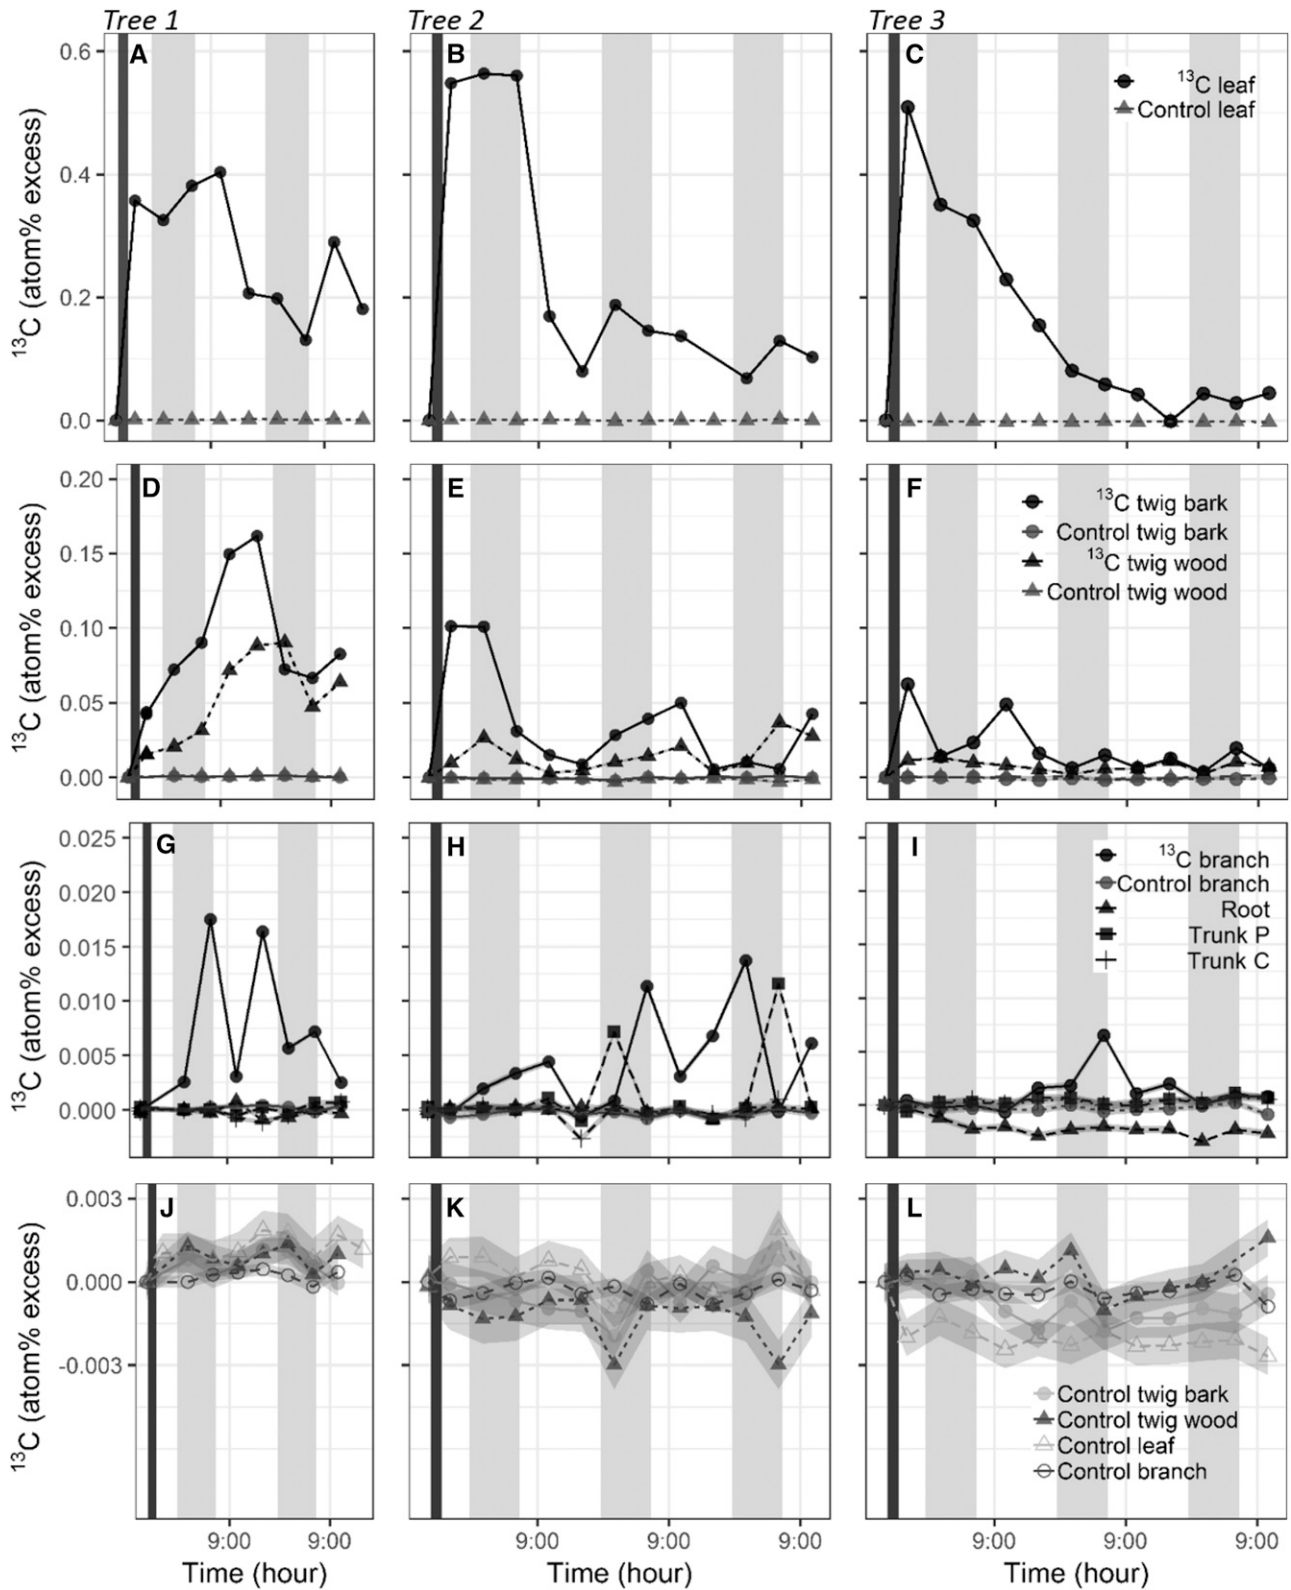 Tree 1
Tree 2
Tree 3
A
B
C
0.6
0.4
0.2
0.0
¹³C (atom% excess)
¹³C leaf
Control leaf
D
E
F
0.20
0.15
0.10
0.05
0.00
¹³C (atom% excess)
¹³C twig bark
Control twig bark
¹³C twig wood
Control twig wood
G
H
I
0.025
0.020
0.015
0.010
0.005
0.000
¹³C (atom% excess)
¹³C branch
Control branch
Root
Trunk P
Trunk C
J
K
L
0.003
0.000
-0.003
¹³C (atom% excess)
Control twig bark
Control twig wood
Control leaf
Control branch
9:00 9:00
9:00 9:00 9:00
9:00 9:00 9:00
Time (hour)
Time (hour)
Time (hour)